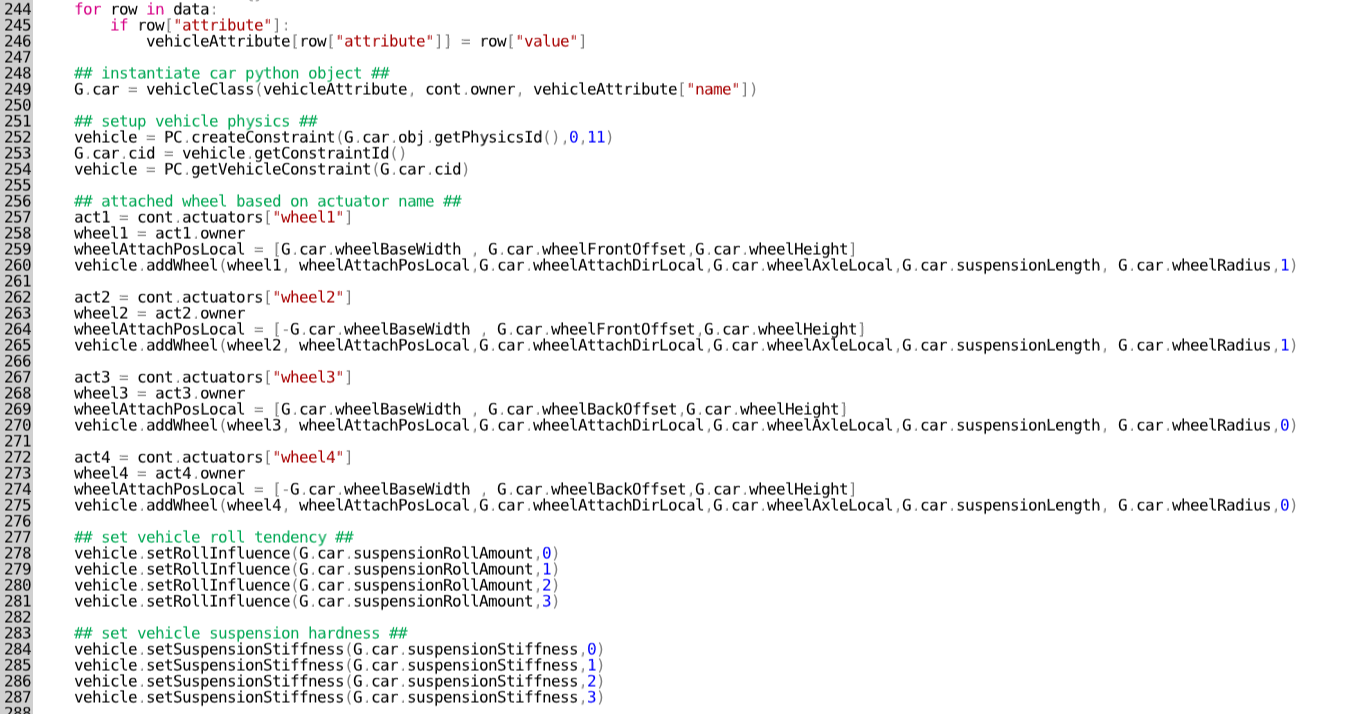 244 for row in data:
245 if row["attribute"]:
246 vehicleAttribute[row["attribute"]] = row["value"]
247
248 ## instantiate car python object ##
249 G.car = vehicleClass(vehicleAttribute, cont.owner, vehicleAttribute["name"])
250
251 ## setup vehicle physics ##
252 vehicle = PC.createConstraint(G.car.obj.getPhysicsId(),0,11)
253 G.car.cid = vehicle.getConstraintId()
254 vehicle = PC.getVehicleConstraint(G.car.cid)
255
256 ## attached wheel based on actuator name ##
257 act1 = cont.actuators["wheel1"]
258 wheel1 = act1.owner
259 wheelAttachPosLocal = [G.car.wheelBaseWidth , G.car.wheelFrontOffset,G.car.wheelHeight]
260 vehicle.addWheel(wheel1, wheelAttachPosLocal,G.car.wheelAttachDirLocal,G.car.wheelAxleLocal,G.car.suspensionLength, G.car.wheelRadius,1)
261
262 act2 = cont.actuators["wheel2"]
263 wheel2 = act2.owner
264 wheelAttachPosLocal = [-G.car.wheelBaseWidth , G.car.wheelFrontOffset,G.car.wheelHeight]
265 vehicle.addWheel(wheel2, wheelAttachPosLocal,G.car.wheelAttachDirLocal,G.car.wheelAxleLocal,G.car.suspensionLength, G.car.wheelRadius,1)
266
267 act3 = cont.actuators["wheel3"]
268 wheel3 = act3.owner
269 wheelAttachPosLocal = [G.car.wheelBaseWidth , G.car.wheelBackOffset,G.car.wheelHeight]
270 vehicle.addWheel(wheel3, wheelAttachPosLocal,G.car.wheelAttachDirLocal,G.car.wheelAxleLocal,G.car.suspensionLength, G.car.wheelRadius,0)
271
272 act4 = cont.actuators["wheel4"]
273 wheel4 = act4.owner
274 wheelAttachPosLocal = [-G.car.wheelBaseWidth , G.car.wheelBackOffset,G.car.wheelHeight]
275 vehicle.addWheel(wheel4, wheelAttachPosLocal,G.car.wheelAttachDirLocal,G.car.wheelAxleLocal,G.car.suspensionLength, G.car.wheelRadius,0)
276
277 ## set vehicle roll tendency ##
278 vehicle.setRollInfluence(G.car.suspensionRollAmount,0)
279 vehicle.setRollInfluence(G.car.suspensionRollAmount,1)
280 vehicle.setRollInfluence(G.car.suspensionRollAmount,2)
281 vehicle.setRollInfluence(G.car.suspensionRollAmount,3)
282
283 ## set vehicle suspension hardness ##
284 vehicle.setSuspensionStiffness(G.car.suspensionStiffness,0)
285 vehicle.setSuspensionStiffness(G.car.suspensionStiffness,1)
286 vehicle.setSuspensionStiffness(G.car.suspensionStiffness,2)
287 vehicle.setSuspensionStiffness(G.car.suspensionStiffness,3)
288